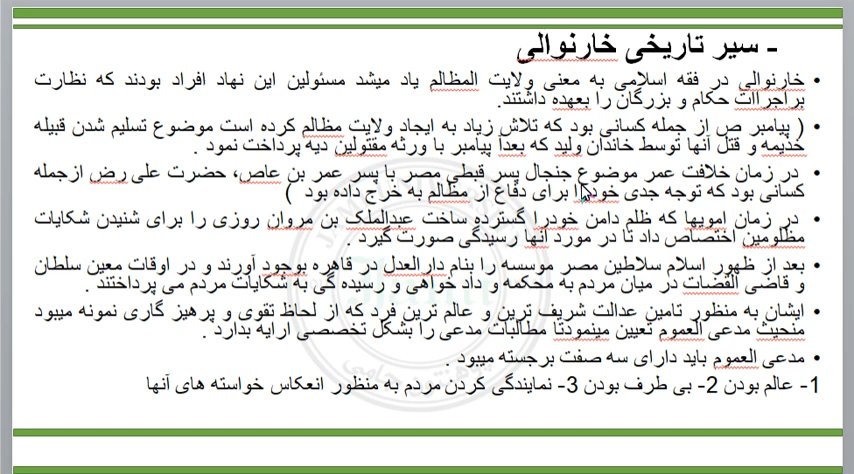 - سیر تاریخی خارنوالی
• خارنوالی در فقه اسلامی به معنی ولایت المظالم یاد میشد مسئولین این نهاد افراد بودند که نظارت
براجراات حکام و بزرگان را بعهده داشتند.
• ( پیامبر ص از جمله کسانی بود که تلاش زیاد به ایجاد ولایت مظالم کرده است موضوع تسلیم شدن قبیله
خذیمه و قتل آنها توسط خاندان ولید که بعداً پیامبر با ورثه مقتولین دیه پرداخت نمود .
• در زمان خلافت عمر موضوع جنجال پسر قبطی مصر با پسر عمر بن عاص، حضرت علی رض ازجمله
کسانی بود که توجه جدی خودرا برای دفاع از مظالم به خرج داده بود )
• در زمان امویها که ظلم دامن خودرا گسترده ساخت عبدالملک بن مروان روزی را برای شنیدن شکایات
مظلومین اختصاص داد تا در مورد آنها رسیدگی صورت گیرد .
• بعد از ظهور اسلام سلاطین مصر موسسه را بنام دارالعدل در قاهره بوجود آورند و در اوقات معین سلطان
و قاضی القضات در میان مردم به محکمه و داد خواهی و رسیده گی به شکایات مردم می پرداختند .
• ایشان به منظور تامین عدالت شریف ترین و عالم ترین فرد که از لحاظ تقوی و پرهیز گاری نمونه میبود
منحیث مدعی العموم تعیین مینمودتا مطالبات مدعی را بشکل تخصصی ارایه بدارد .
• مدعی العموم باید دارای سه صفت برجسته میبود :
1- عالم بودن 2- بی طرف بودن 3- نمایندگی کردن مردم به منظور انعکاس خواسته های آنها